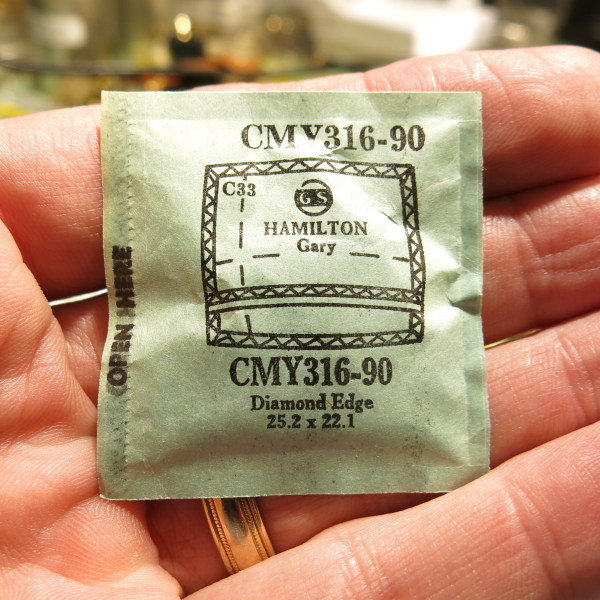 CMY316-90
C33
GS
HAMILTON
Gary
OPEN HERE
CMY316-90
Diamond Edge
25.2 x 22.1